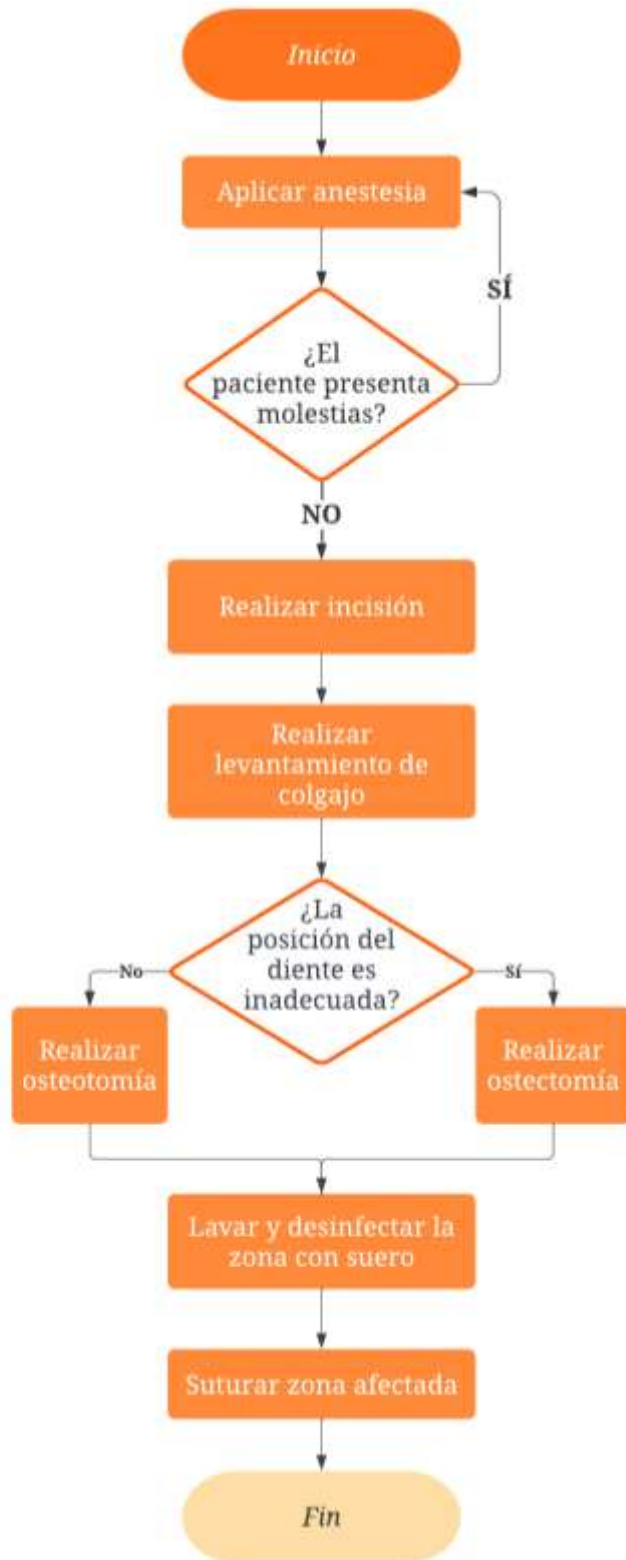 Inicio
Aplicar anestesia
SÍ
¿El
paciente presenta
molestias?
NO
Realizar incisión
Realizar
levantamiento de
colgajo
¿La
posición del
diente es
inadecuada?
No
Sí
Realizar
osteotomía
Realizar
ostectomía
Lavar y desinfectar la
zona con suero
Suturar zona afectada
Fin